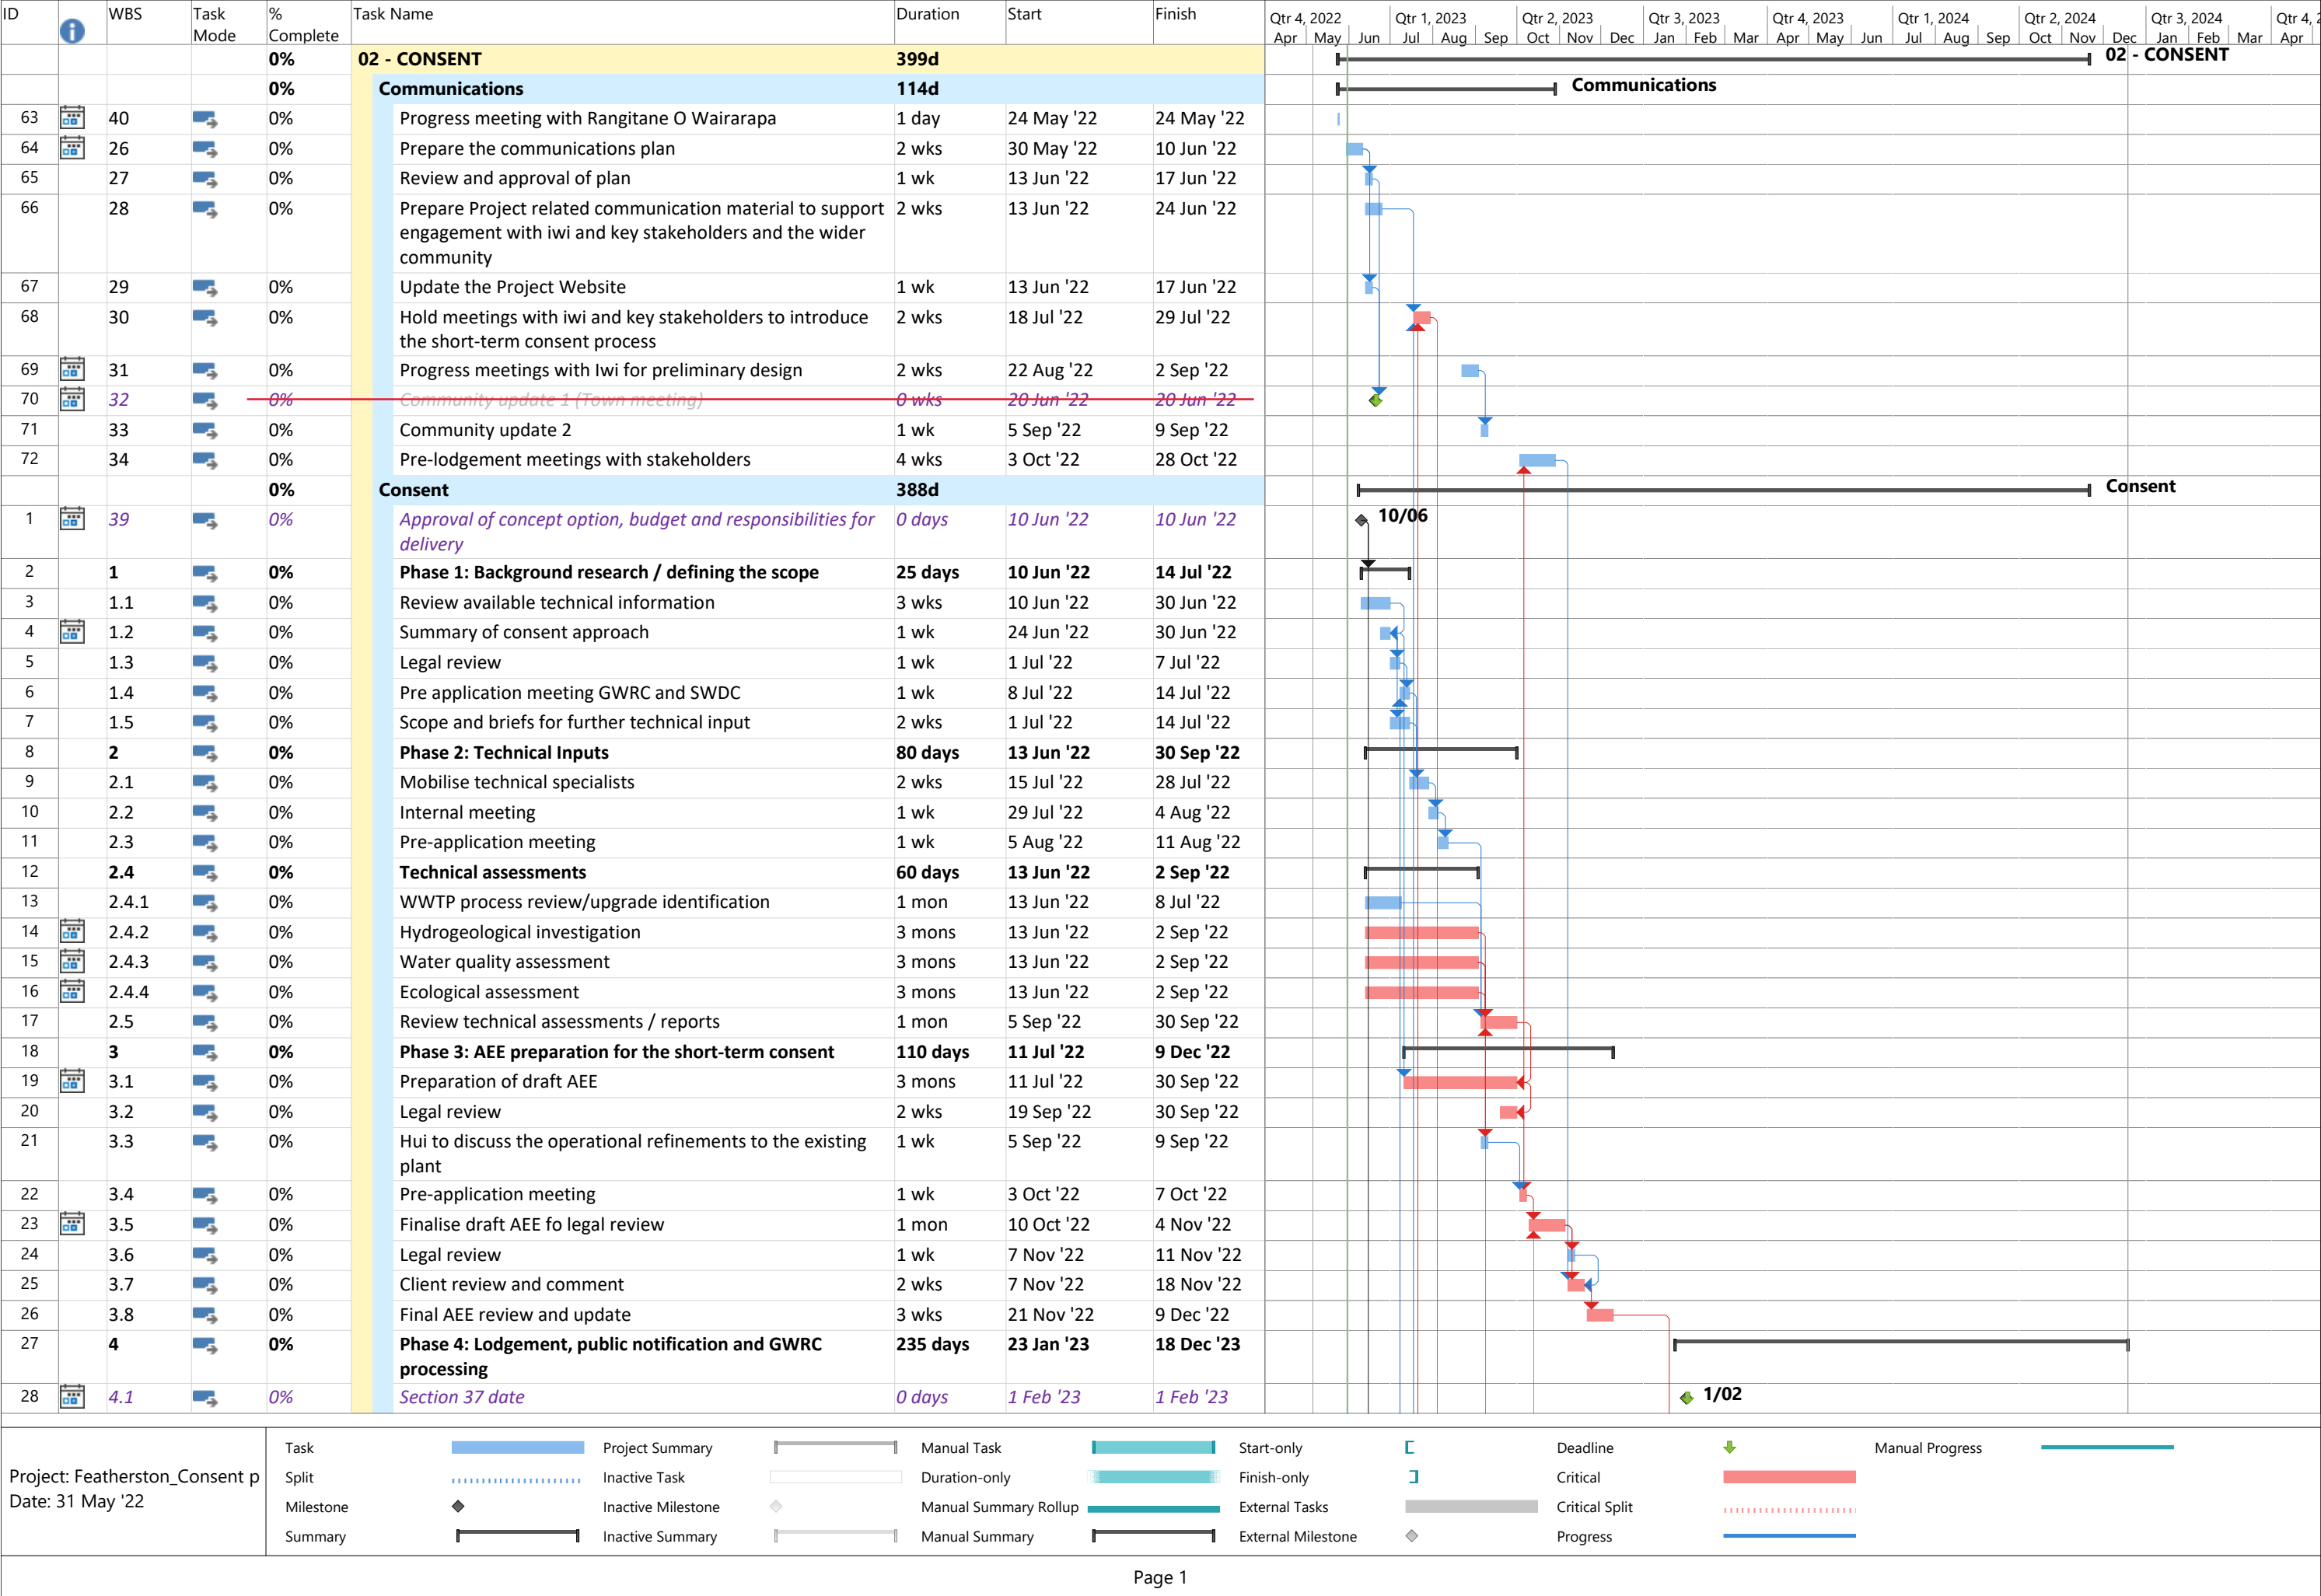 ID WBS Task Mode % Complete Task Name Duration Start Finish
Qtr 4, 2022 Qtr 1, 2023 Qtr 2, 2023 Qtr 3, 2023 Qtr 4, 2023 Qtr 1, 2024 Qtr 2, 2024 Qtr 3, 2024 Qtr 4,
Apr May Jun Jul Aug Sep Oct Nov Dec Jan Feb Mar Apr May Jun Jul Aug Sep Oct Nov Dec Jan Feb Mar Apr
0% 02 - CONSENT 399d 02 - CONSENT
0% Communications 114d Communications
63 40 0% Progress meeting with Rangitane O Wairarapa 1 day 24 May '22 24 May '22
64 26 0% Prepare the communications plan 2 wks 30 May '22 10 Jun '22
65 27 0% Review and approval of plan 1 wk 13 Jun '22 17 Jun '22
66 28 0% Prepare Project related communication material to support 2 wks 13 Jun '22 24 Jun '22
engagement with iwi and key stakeholders and the wider
community
67 29 0% Update the Project Website 1 wk 13 Jun '22 17 Jun '22
68 30 0% Hold meetings with iwi and key stakeholders to introduce 2 wks 18 Jul '22 29 Jul '22
the short-term consent process
69 31 0% Progress meetings with Iwi for preliminary design 2 wks 22 Aug '22 2 Sep '22
70 32 0% Community update 1 (Town meeting) 0 wks 20 Jun '22 20 Jun '22
71 33 0% Community update 2 1 wk 5 Sep '22 9 Sep '22
72 34 0% Pre-lodgement meetings with stakeholders 4 wks 3 Oct '22 28 Oct '22
0% Consent 388d Consent
1 39 0% Approval of concept option, budget and responsibilities for 0 days 10 Jun '22 10 Jun '22 10/06
delivery
2 1 0% Phase 1: Background research / defining the scope 25 days 10 Jun '22 14 Jul '22
3 1.1 0% Review available technical information 3 wks 10 Jun '22 30 Jun '22
4 1.2 0% Summary of consent approach 1 wk 24 Jun '22 30 Jun '22
5 1.3 0% Legal review 1 wk 1 Jul '22 7 Jul '22
6 1.4 0% Pre application meeting GWRC and SWDC 1 wk 8 Jul '22 14 Jul '22
7 1.5 0% Scope and briefs for further technical input 2 wks 1 Jul '22 14 Jul '22
8 2 0% Phase 2: Technical Inputs 80 days 13 Jun '22 30 Sep '22
9 2.1 0% Mobilise technical specialists 2 wks 15 Jul '22 28 Jul '22
10 2.2 0% Internal meeting 1 wk 29 Jul '22 4 Aug '22
11 2.3 0% Pre-application meeting 1 wk 5 Aug '22 11 Aug '22
12 2.4 0% Technical assessments 60 days 13 Jun '22 2 Sep '22
13 2.4.1 0% WWTP process review/upgrade identification 1 mon 13 Jun '22 8 Jul '22
14 2.4.2 0% Hydrogeological investigation 3 mons 13 Jun '22 2 Sep '22
15 2.4.3 0% Water quality assessment 3 mons 13 Jun '22 2 Sep '22
16 2.4.4 0% Ecological assessment 3 mons 13 Jun '22 2 Sep '22
17 2.5 0% Review technical assessments / reports 1 mon 5 Sep '22 30 Sep '22
18 3 0% Phase 3: AEE preparation for the short-term consent 110 days 11 Jul '22 9 Dec '22
19 3.1 0% Preparation of draft AEE 3 mons 11 Jul '22 30 Sep '22
20 3.2 0% Legal review 2 wks 19 Sep '22 30 Sep '22
21 3.3 0% Hui to discuss the operational refinements to the existing 1 wk 5 Sep '22 9 Sep '22
plant
22 3.4 0% Pre-application meeting 1 wk 3 Oct '22 7 Oct '22
23 3.5 0% Finalise draft AEE fo legal review 1 mon 10 Oct '22 4 Nov '22
24 3.6 0% Legal review 1 wk 7 Nov '22 11 Nov '22
25 3.7 0% Client review and comment 2 wks 7 Nov '22 18 Nov '22
26 3.8 0% Final AEE review and update 3 wks 21 Nov '22 9 Dec '22
27 4 0% Phase 4: Lodgement, public notification and GWRC 235 days 23 Jan '23 18 Dec '23
processing
28 4.1 0% Section 37 date 0 days 1 Feb '23 1 Feb '23 1/02
Project: Featherston_Consent p
Date: 31 May '22
Task Project Summary Manual Task Start-only Deadline Manual Progress
Split Inactive Task Duration-only Finish-only Critical
Milestone Inactive Milestone Manual Summary Rollup External Tasks Critical Split
Summary Inactive Summary Manual Summary External Milestone Progress
Page 1